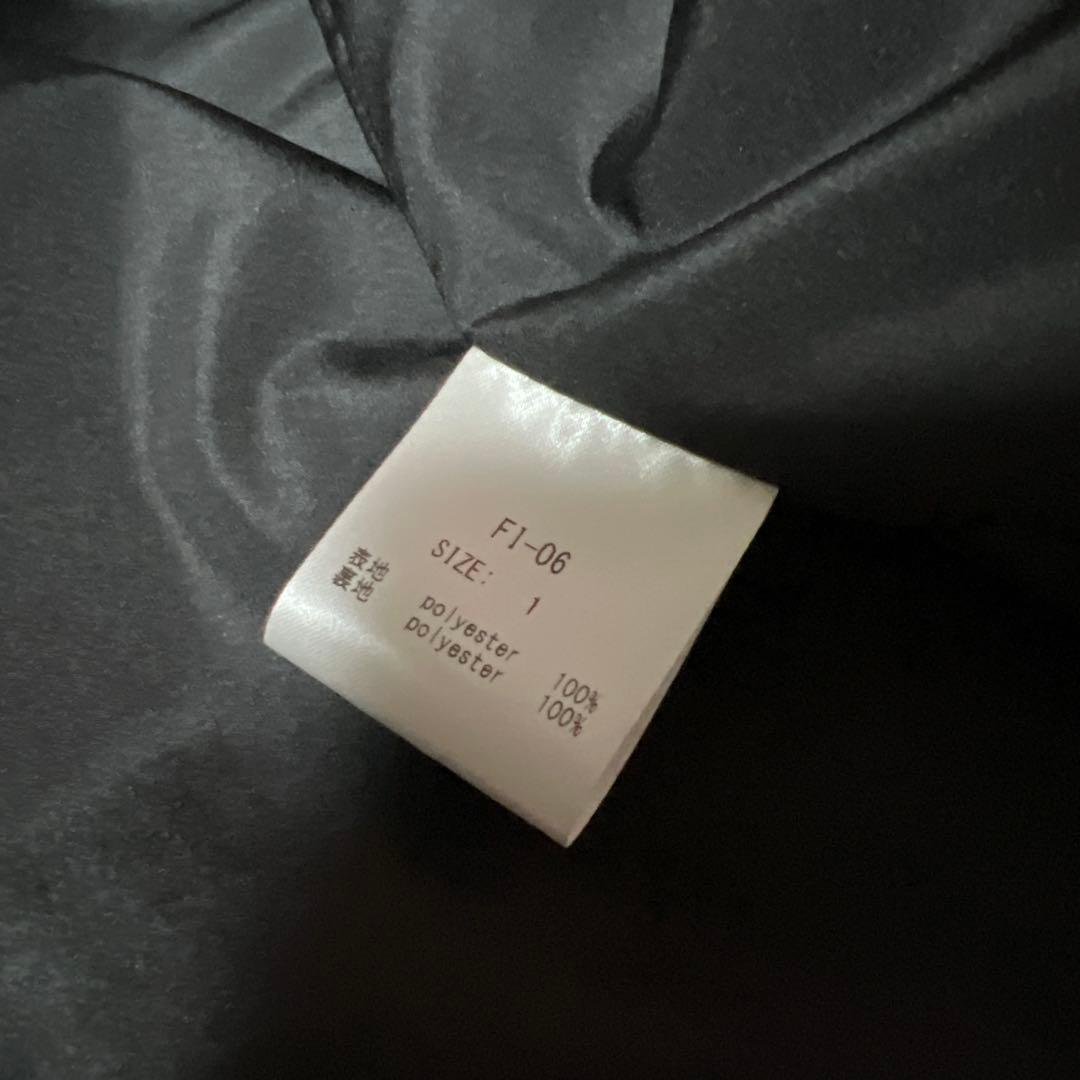 FI-06
SIZE: 1
表地 polyester 100%
裏地 polyester 100%